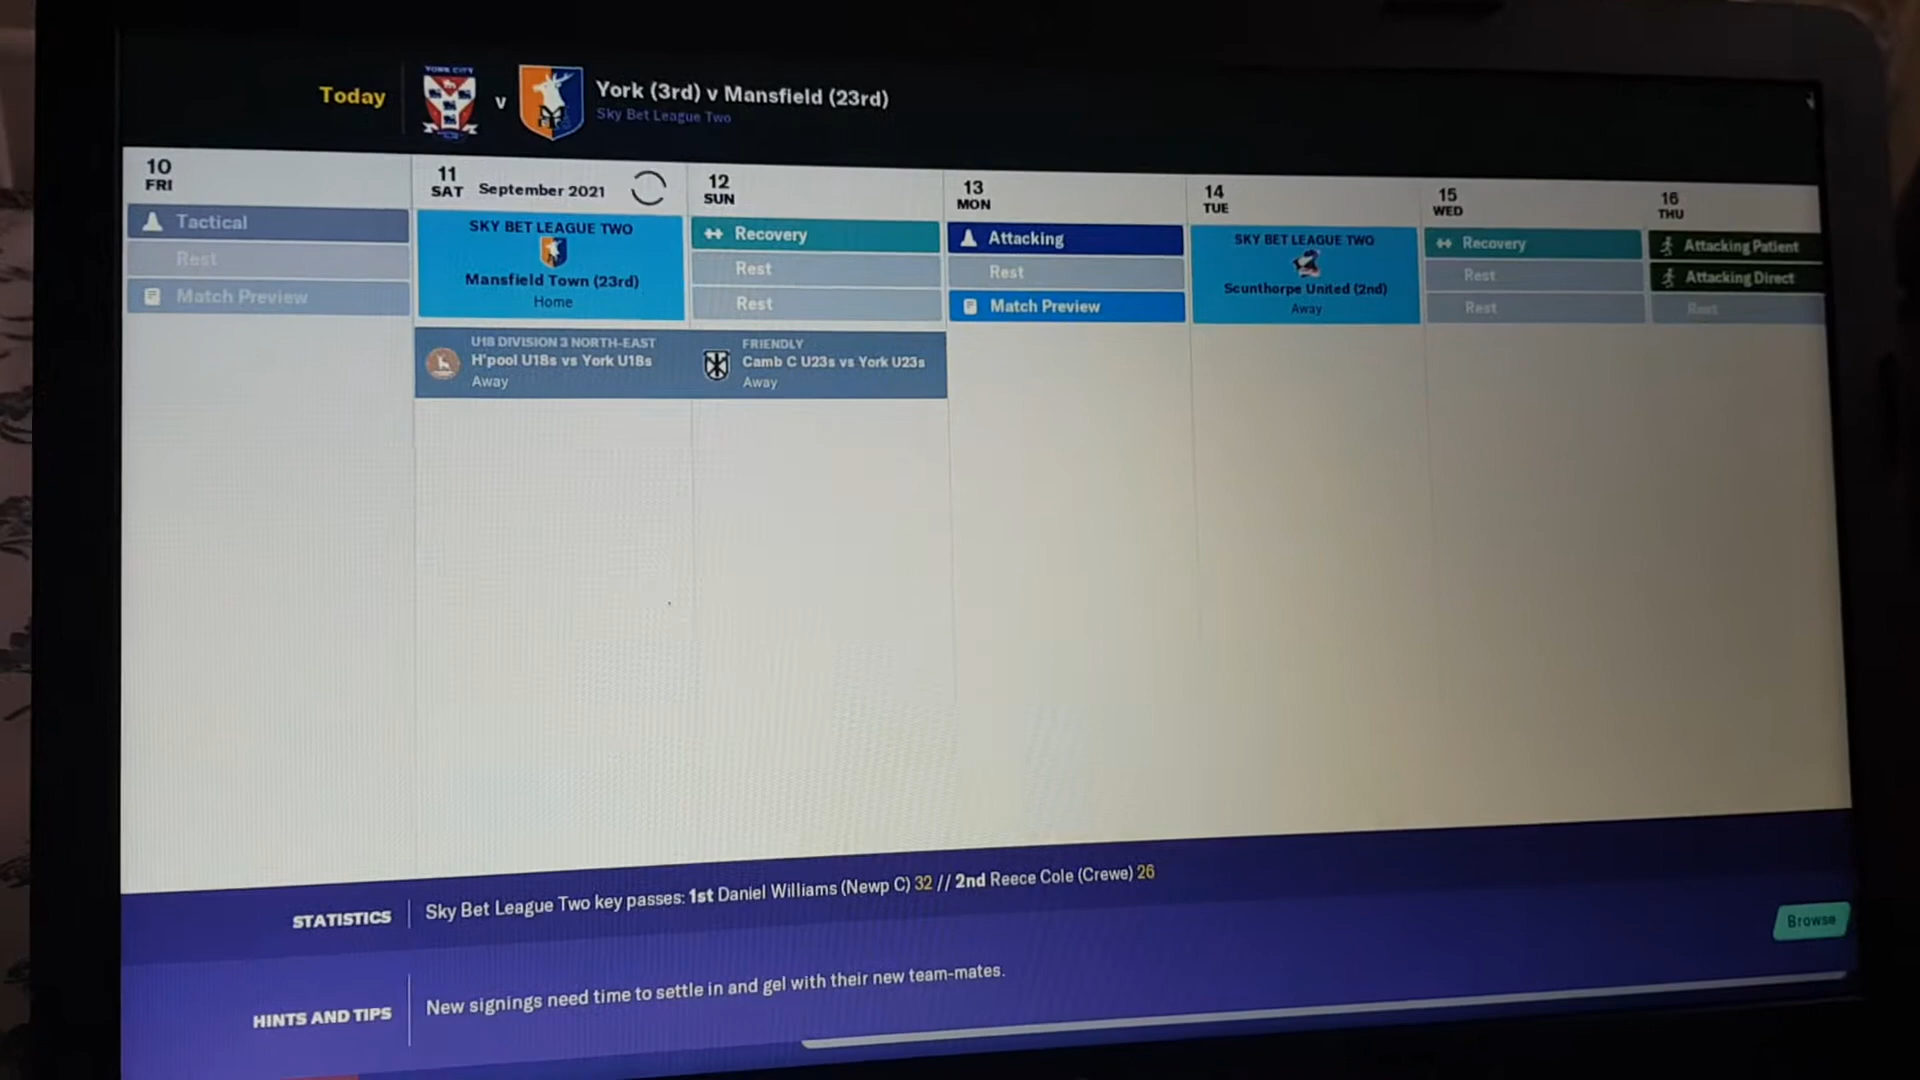 Today
YORK CITY
v
York (3rd) v Mansfield (23rd)
Sky Bet League Two
10
FRI
Tactical
Rest
Match Preview
11
SAT
September 2021
SKY BET LEAGUE TWO
Mansfield Town (23rd)
Home
12
SUN
Recovery
Rest
Rest
13
MON
Attacking
Rest
Match Preview
14
TUE
SKY BET LEAGUE TWO
Scunthorpe United (2nd)
Away
15
WED
Recovery
Rest
Rest
16
THU
Attacking Patient
Attacking Direct
Rest
U18 DIVISION 3 NORTH-EAST
H'pool U18s vs York U18s
Away
FRIENDLY
Camb C U23s vs York U23s
Away
STATISTICS
Sky Bet League Two key passes: 1st Daniel Williams (Newp C) 32 // 2nd Reece Cole (Crewe) 26
Browse
HINTS AND TIPS
New signings need time to settle in and gel with their new team-mates.